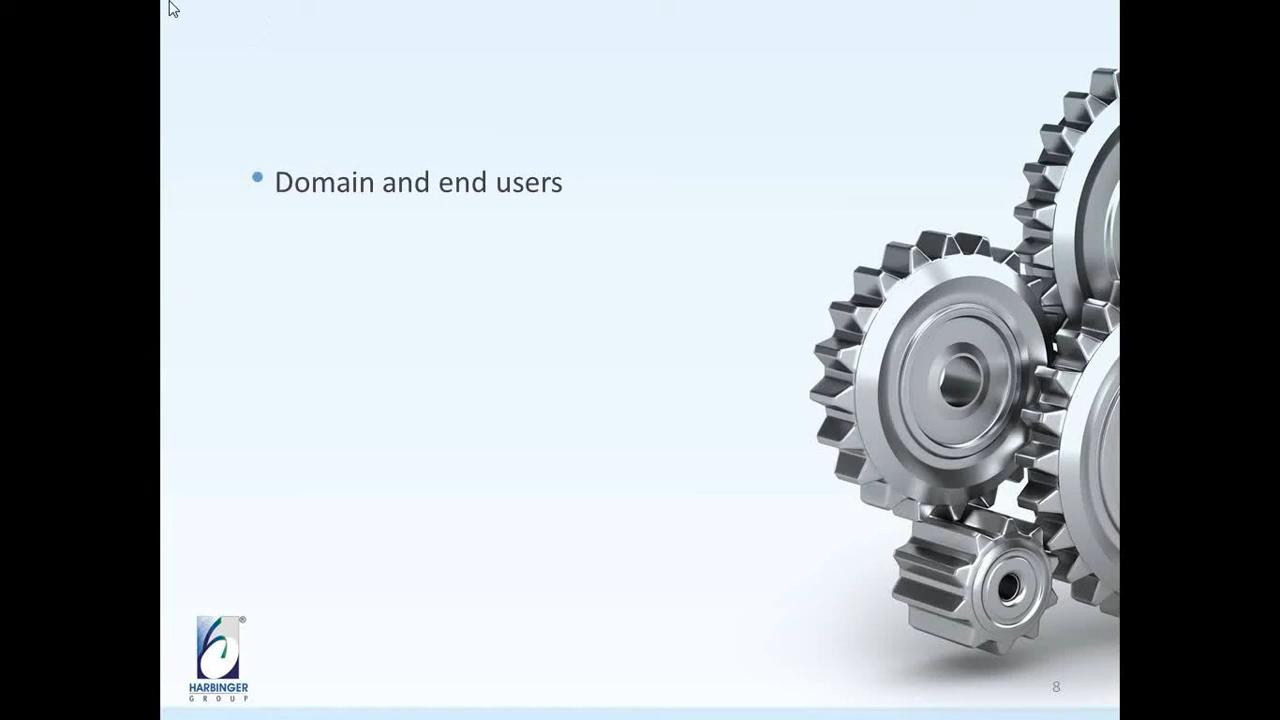 • Domain and end users
®
HARBINGER
GROUP
8